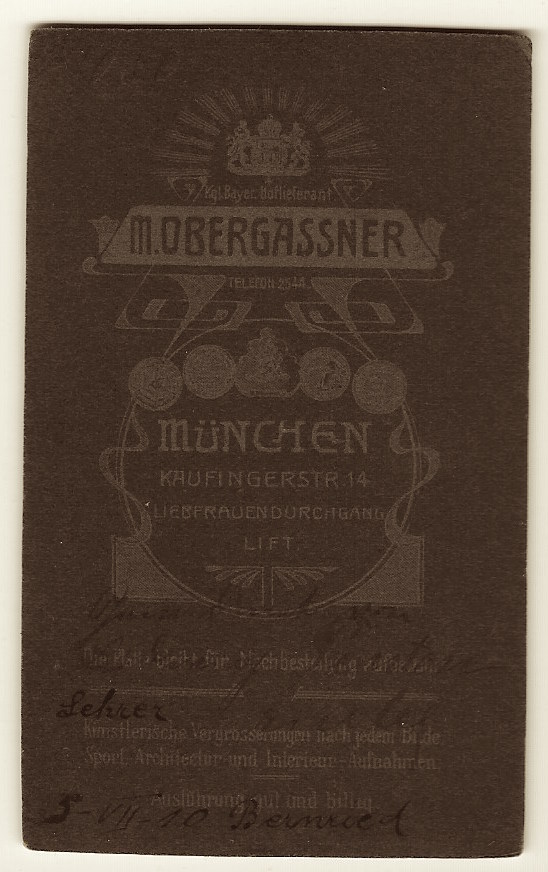 Kgl. Bayer. Hoflieferant
M. OBERGASSNER
TELEFON 2544
MÜNCHEN
KAUFINGERSTR. 14
LIEBFRAUENDURCHGANG
LIFT.
Die Platte bleibt für Nachbestellung aufbewahrt
Lehrer
Künstlerische Vergrösserungen nach jedem Bilde
Sport, Architectur und Interieur-Aufnahmen
Ausführung gut und billig
5-VII-10 Bernried